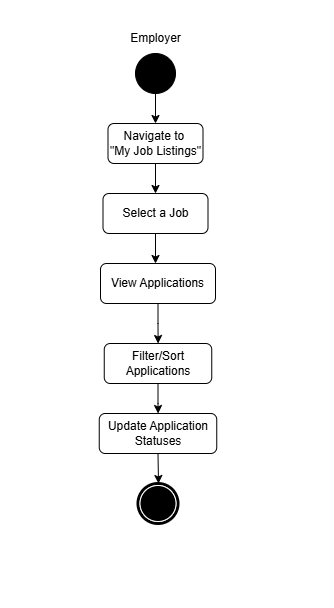 Employer
Navigate to
"My Job Listings"
Select a Job
View Applications
Filter/Sort
Applications
Update Application
Statuses